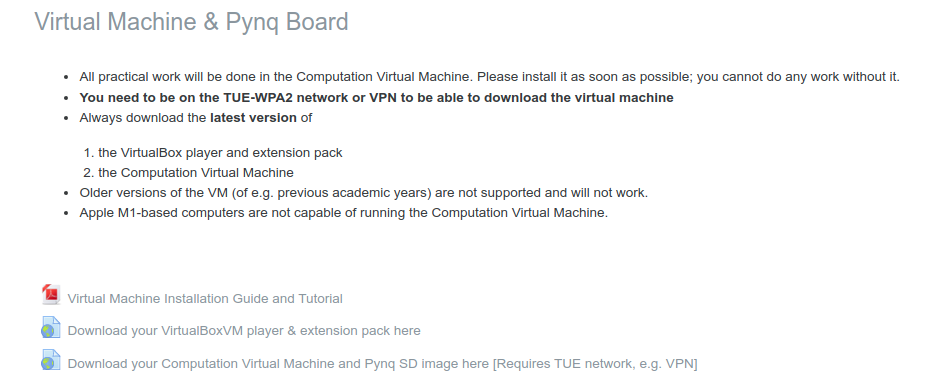 Virtual Machine & Pynq Board
All practical work will be done in the Computation Virtual Machine. Please install it as soon as possible; you cannot do any work without it.
You need to be on the TUE-WPA2 network or VPN to be able to download the virtual machine
Always download the latest version of
1. the VirtualBox player and extension pack
2. the Computation Virtual Machine
Older versions of the VM (of e.g. previous academic years) are not supported and will not work.
Apple M1-based computers are not capable of running the Computation Virtual Machine.
Virtual Machine Installation Guide and Tutorial
Download your VirtualBoxVM player & extension pack here
Download your Computation Virtual Machine and Pynq SD image here [Requires TUE network, e.g. VPN]